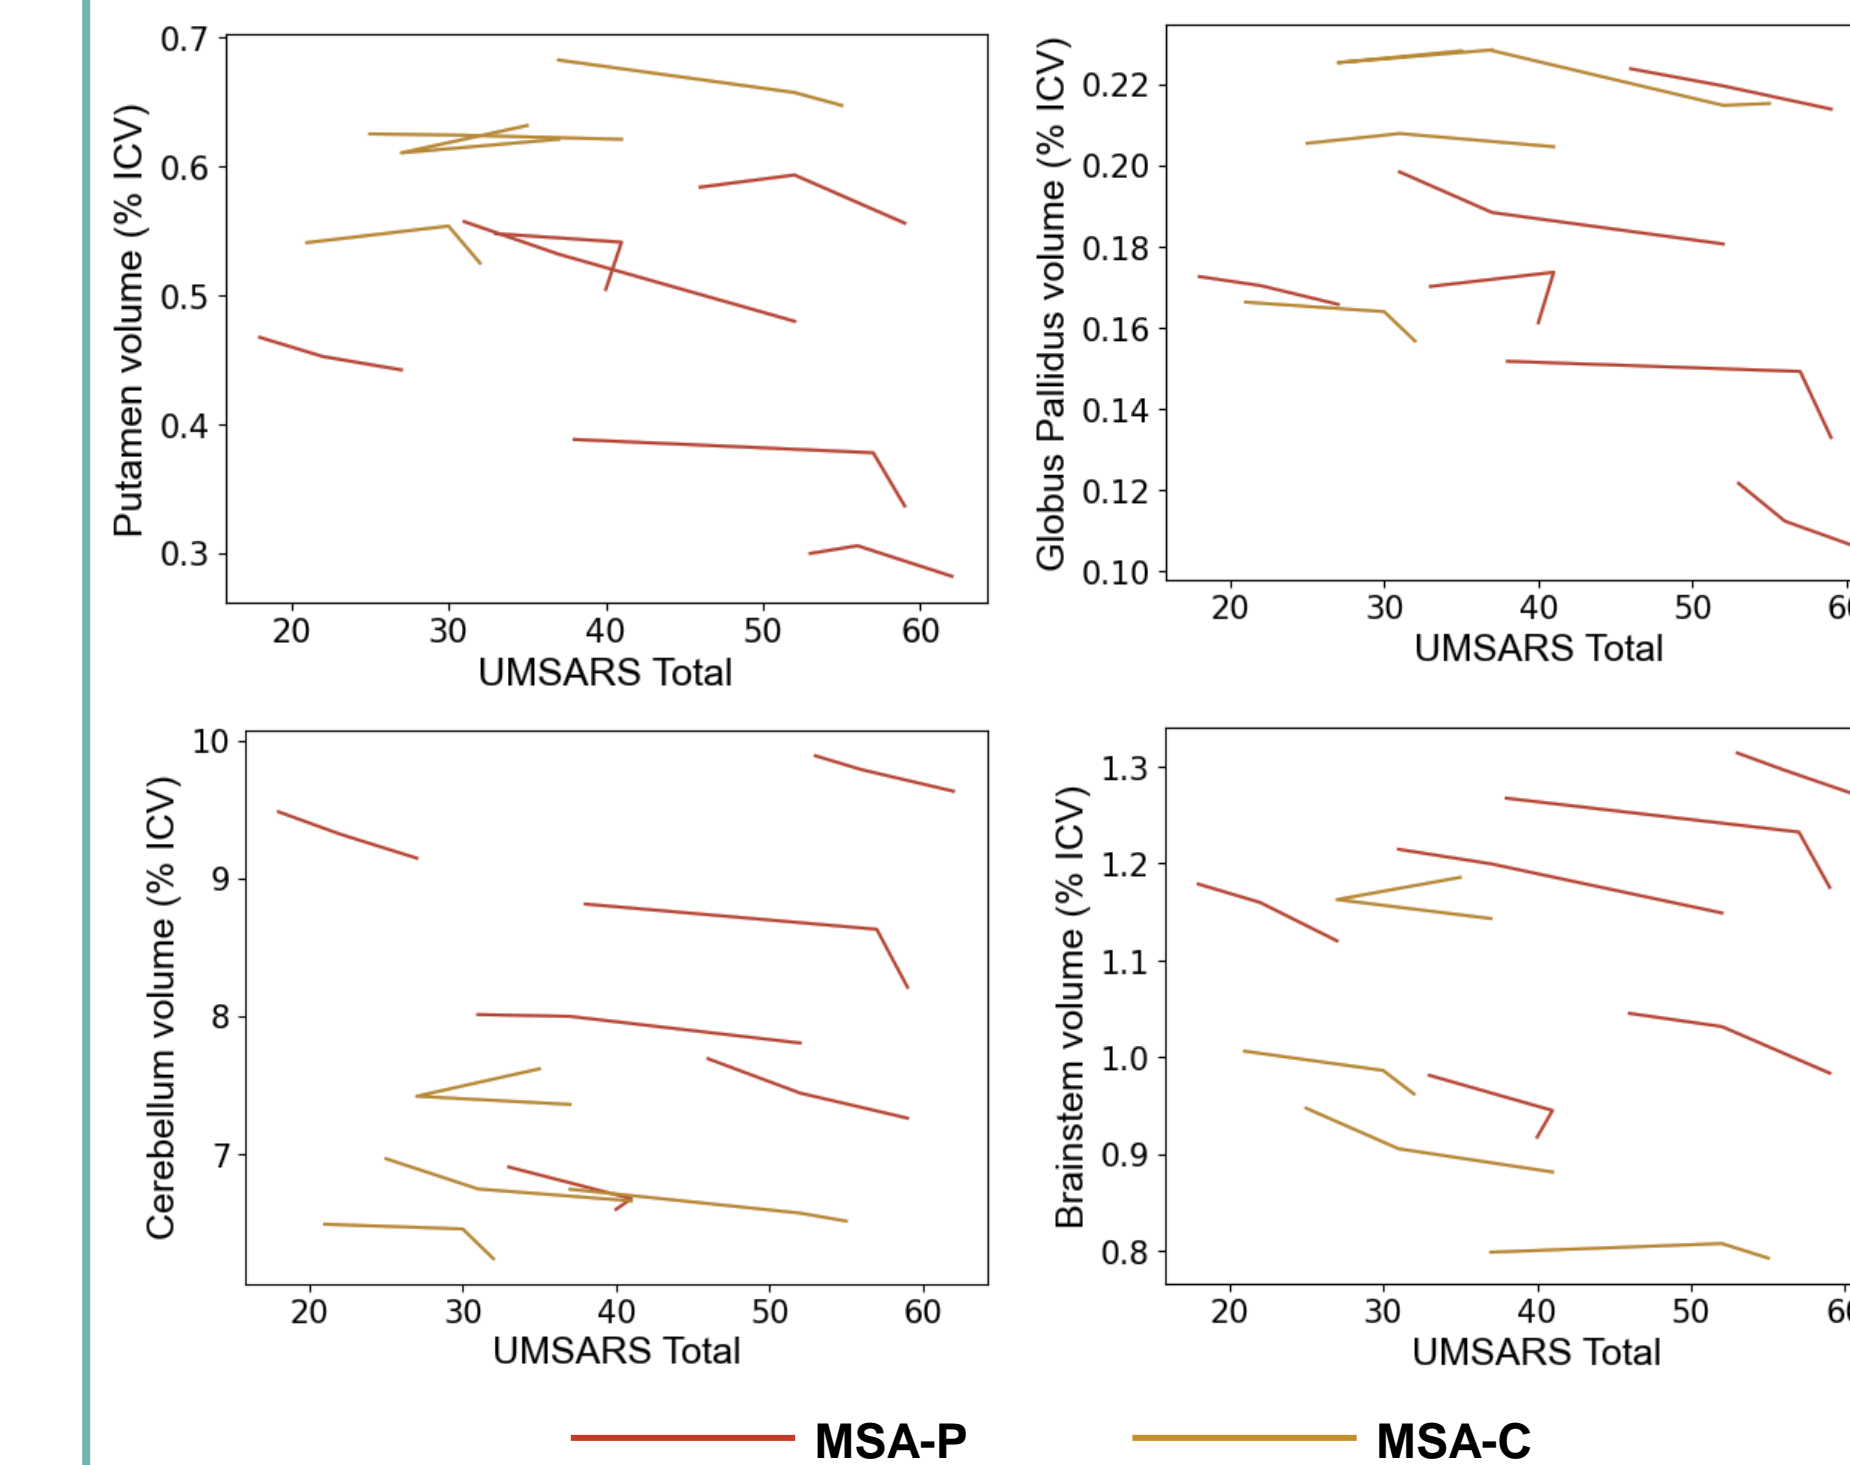 0.7
0.6
0.5
0.4
0.3
Putamen volume (% ICV)
20 30 40 50 60
UMSARS Total
0.22
0.20
0.18
0.16
0.14
0.12
0.10
Globus Pallidus volume (% ICV)
20 30 40 50
UMSARS Total
10
9
8
7
Cerebellum volume (% ICV)
20 30 40 50 60
UMSARS Total
1.3
1.2
1.1
1.0
0.9
0.8
Brainstem volume (% ICV)
20 30 40 50
UMSARS Total
MSA-P MSA-C